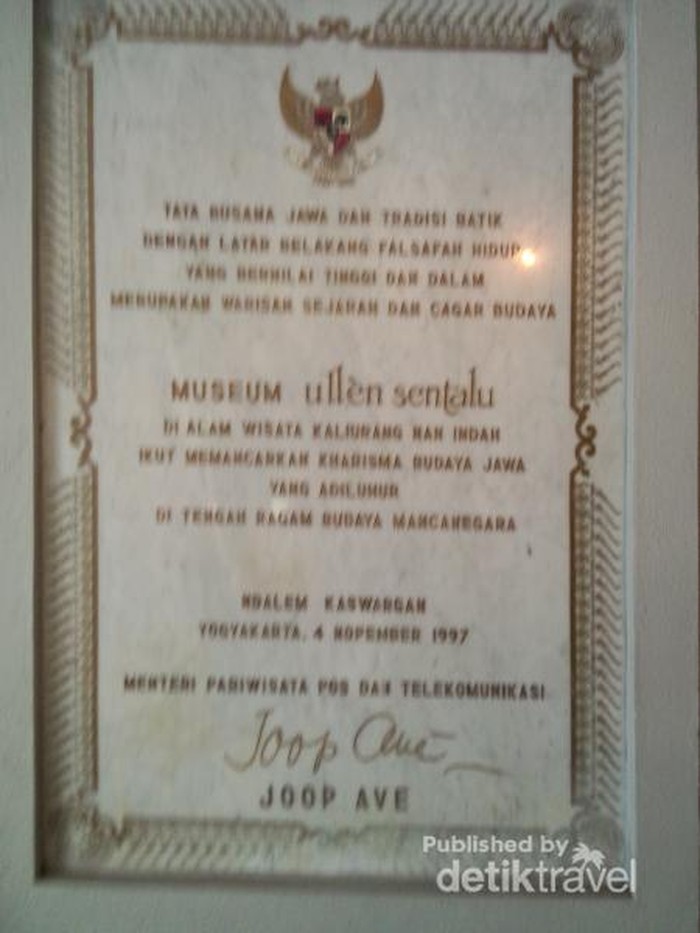 TATA BUSANA JAWA DAN TRADISI BATIK
DENGAN LATAR BELAKANG FALSAFAH HIDUP
YANG BERNILAI TINGGI DAN DALAM
MERUPAKAN WARISAN SEJARAH DAN CAGAR BUDAYA
MUSEUM ullèn sentalu
DI ALAM WISATA KALIURANG NAN INDAH
IKUT MEMANCARKAN KHARISMA BUDAYA JAWA
YANG ADILUHUR
DI TENGAH RAGAM BUDAYA MANCANEGARA
NDALEM KASWARGAN
YOGYAKARTA, 4 NOPEMBER 1997
MENTERI PARIWISATA POS DAN TELEKOMUNIKASI
Joop Ave
JOOP AVE
Published by
detiktravel